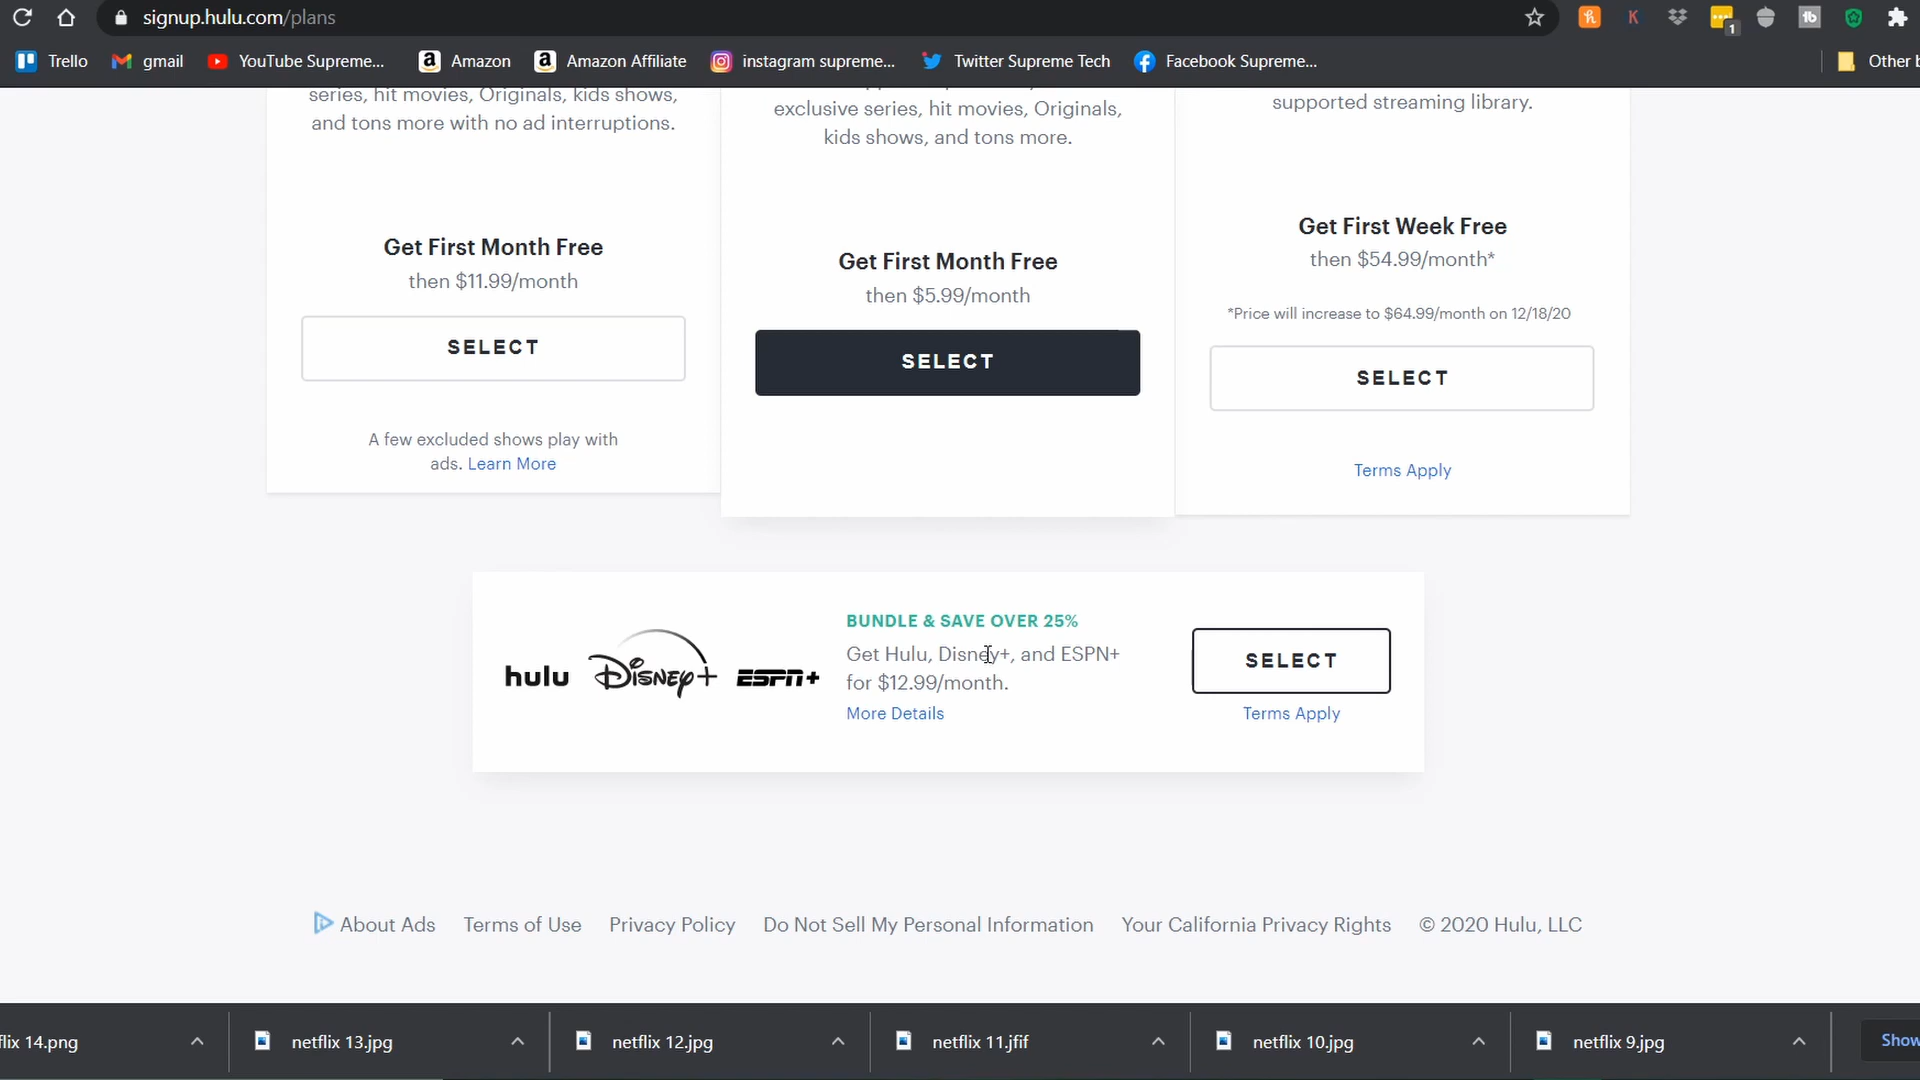 signup.hulu.com/plans
1
Trello
gmail
YouTube Supreme...
Amazon
Amazon Affiliate
instagram supreme...
Twitter Supreme Tech
Facebook Supreme...
Other
series, hit movies, Originals, kids shows,
and tons more with no ad interruptions.
Get First Month Free
then $11.99/month
SELECT
A few excluded shows play with
ads. Learn More
exclusive series, hit movies, Originals,
kids shows, and tons more.
Get First Month Free
then $5.99/month
SELECT
supported streaming library.
Get First Week Free
then $54.99/month*
*Price will increase to $64.99/month on 12/18/20
SELECT
Terms Apply
hulu Disney+ ESPN+
BUNDLE & SAVE OVER 25%
Get Hulu, Disney+, and ESPN+
for $12.99/month.
More Details
SELECT
Terms Apply
About Ads Terms of Use Privacy Policy Do Not Sell My Personal Information Your California Privacy Rights © 2020 Hulu, LLC
flix 14.png
netflix 13.jpg
netflix 12.jpg
netflix 11.jfif
netflix 10.jpg
netflix 9.jpg
Show